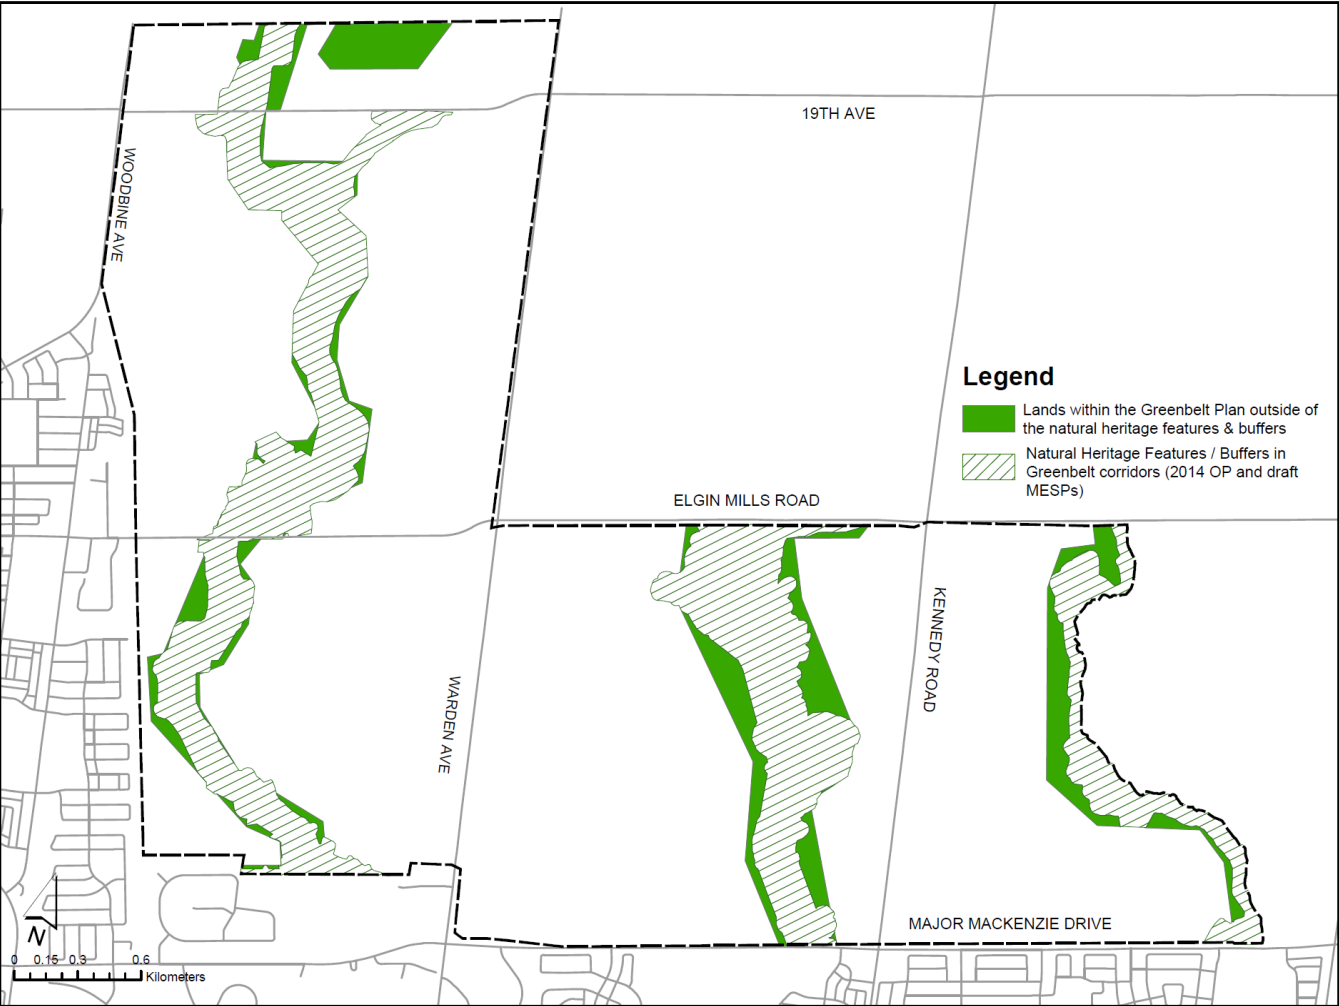 19TH AVE
WOODBINE AVE
Legend
Lands within the Greenbelt Plan outside of
the natural heritage features & buffers
Natural Heritage Features / Buffers in
Greenbelt corridors (2014 OP and draft
MESPs)
ELGIN MILLS ROAD
KENNEDY ROAD
WARDEN AVE
MAJOR MACKENZIE DRIVE
N
0 0.15 0.3 0.6
Kilometers